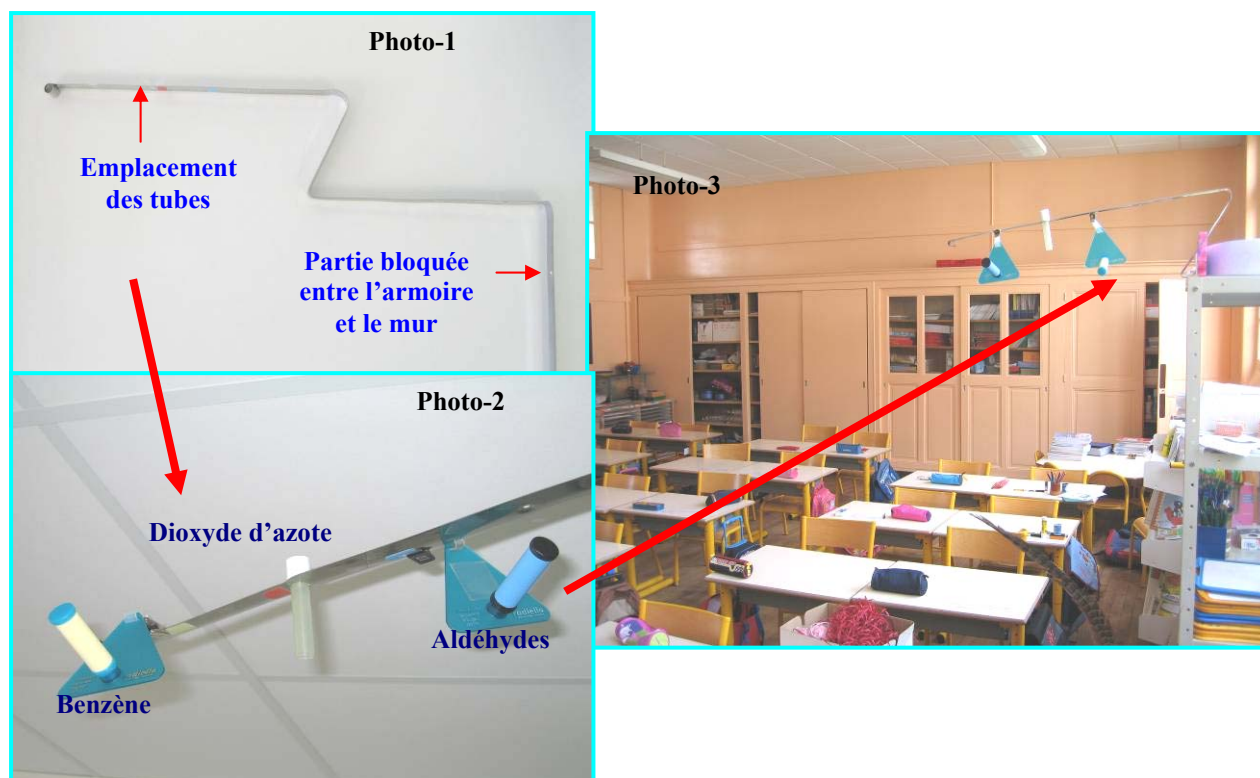 Photo-1
Emplacement
des tubes
Partie bloquée
entre l’armoire
et le mur
Photo-2
Dioxyde d’azote
Aldéhydes
Benzène
Photo-3